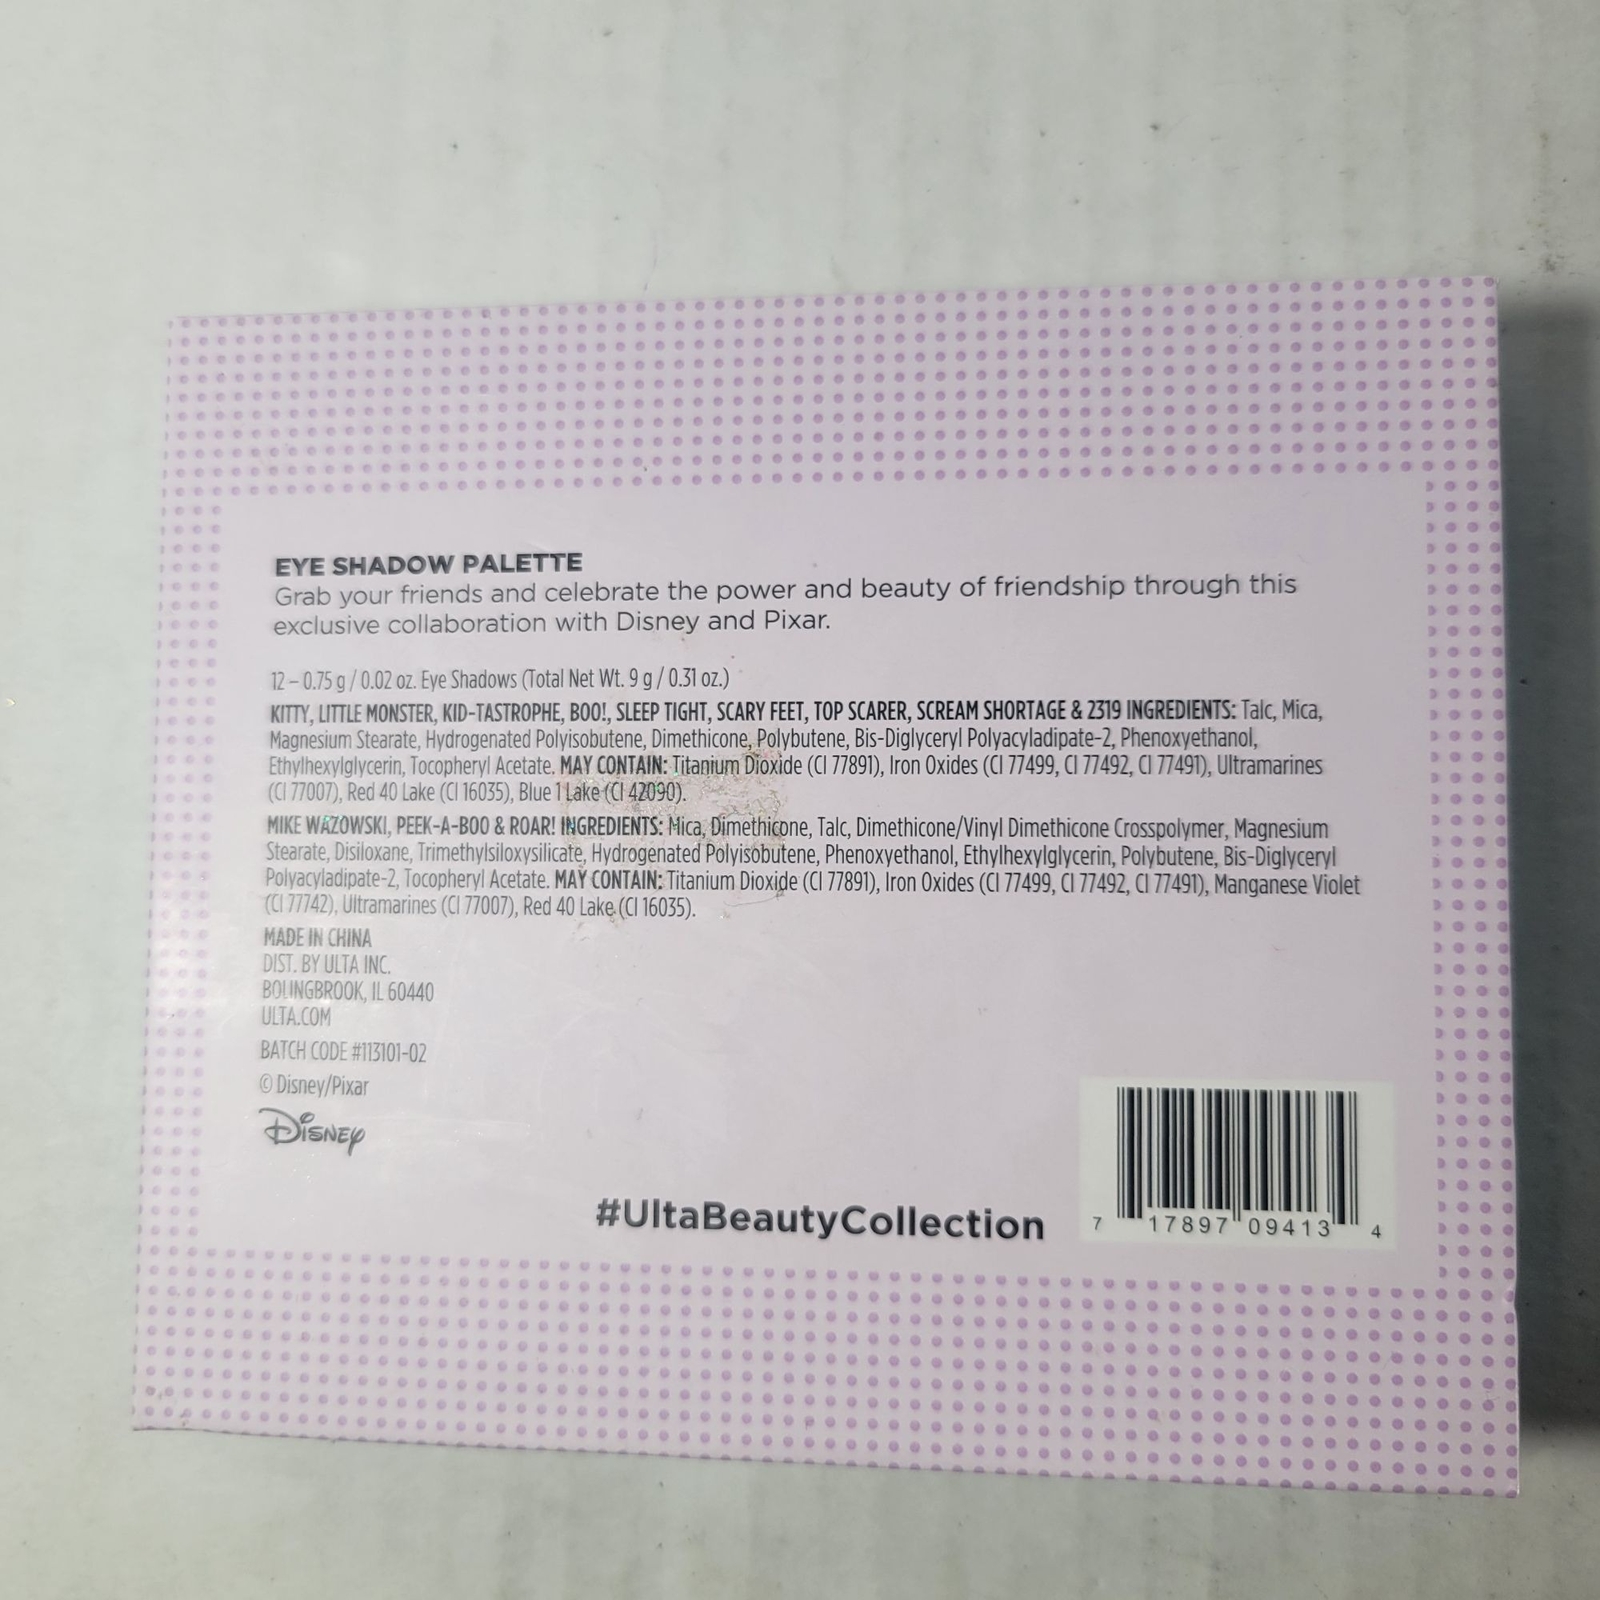 EYE SHADOW PALETTE
Grab your friends and celebrate the power and beauty of friendship through this
exclusive collaboration with Disney and Pixar.
12 – 0.75 g / 0.02 oz. Eye Shadows (Total Net Wt. 9 g / 0.31 oz.)
KITTY, LITTLE MONSTER, KID-TASTROPHE, BOO!, SLEEP TIGHT, SCARY FEET, TOP SCARER, SCREAM SHORTAGE & 2319 INGREDIENTS: Talc, Mica,
Magnesium Stearate, Hydrogenated Polyisobutene, Dimethicone, Polybutene, Bis-Diglyceryl Polyacyladipate-2, Phenoxyethanol,
Ethylhexylglycerin, Tocopheryl Acetate. MAY CONTAIN: Titanium Dioxide (CI 77891), Iron Oxides (CI 77499, CI 77492, CI 77491), Ultramarines
(CI 77007), Red 40 Lake (CI 16035), Blue 1 Lake (CI 42090).
MIKE WAZOWSKI, PEEK-A-BOO & ROAR! INGREDIENTS: Mica, Dimethicone, Talc, Dimethicone/Vinyl Dimethicone Crosspolymer, Magnesium
Stearate, Disiloxane, Trimethylsiloxysilicate, Hydrogenated Polyisobutene, Phenoxyethanol, Ethylhexylglycerin, Polybutene, Bis-Diglyceryl
Polyacyladipate-2, Tocopheryl Acetate. MAY CONTAIN: Titanium Dioxide (CI 77891), Iron Oxides (CI 77499, CI 77492, CI 77491), Manganese Violet
(CI 77742), Ultramarines (CI 77007), Red 40 Lake (CI 16035).
MADE IN CHINA
DIST. BY ULTA INC.
BOLINGBROOK, IL 60440
ULTA.COM
BATCH CODE #113101-02
© Disney/Pixar
Disney
#UltaBeautyCollection
7 17897 09413 4